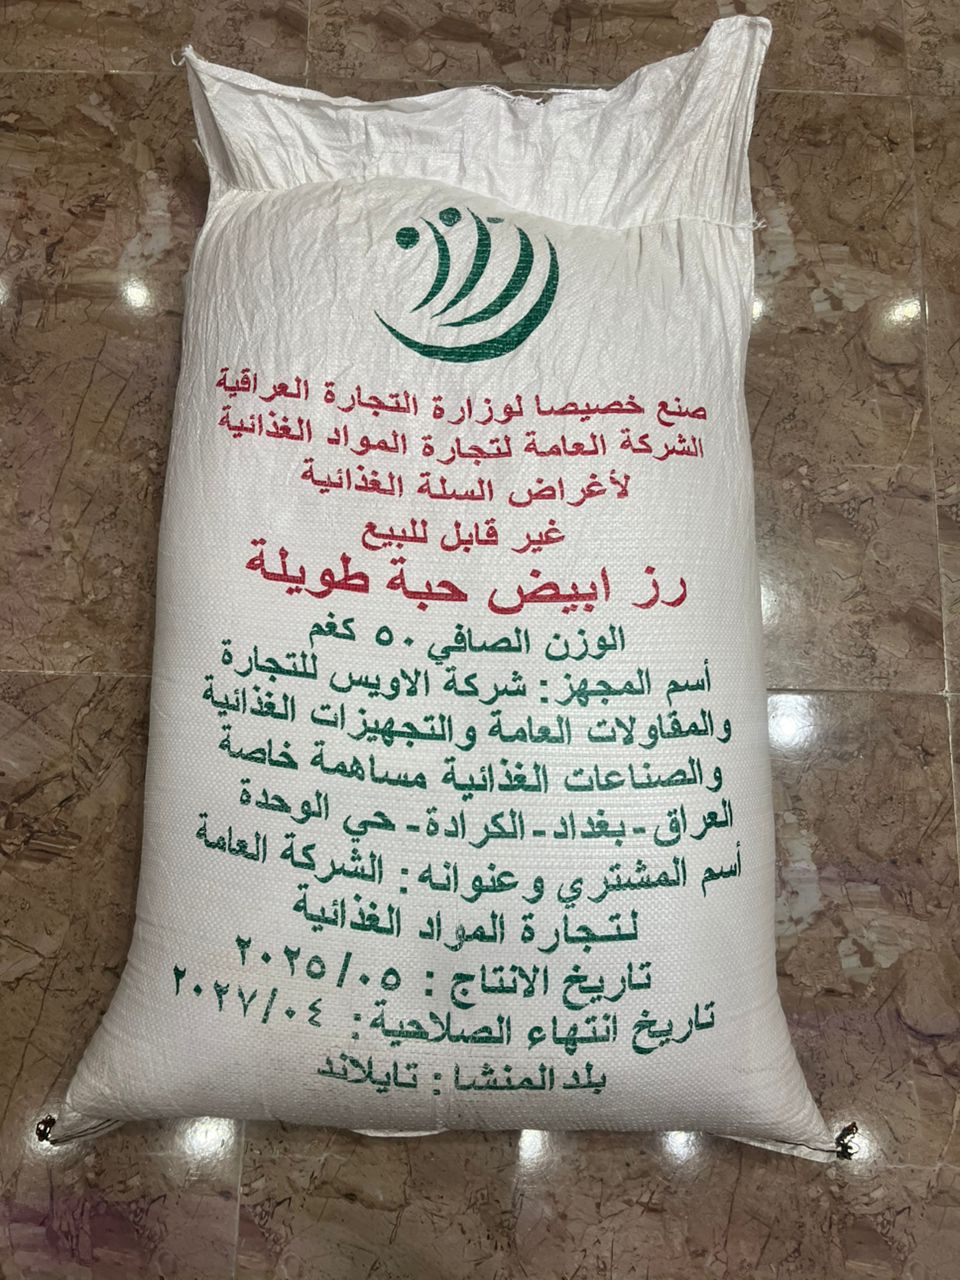 صنع خصيصا لوزارة التجارة العراقية
الشركة العامة لتجارة المواد الغذائية
لأغراض السلة الغذائية
غير قابل للبيع
رز ابيض حبة طويلة
الوزن الصافي ٥٠ كغم
أسم المجهز: شركة الاويس للتجارة
والمقاولات العامة والتجهيزات الغذائية
والصناعات الغذائية مساهمة خاصة
العراق-بغداد-الكرادة-حي الوحدة
أسم المشتري وعنوانه: الشركة العامة
لتجارة المواد الغذائية
تاريخ الانتاج : ٢٠٢٥/٠٥
تاريخ انتهاء الصلاحية: ٢٠٢٧/٠٤
بلد المنشا: تايلاند